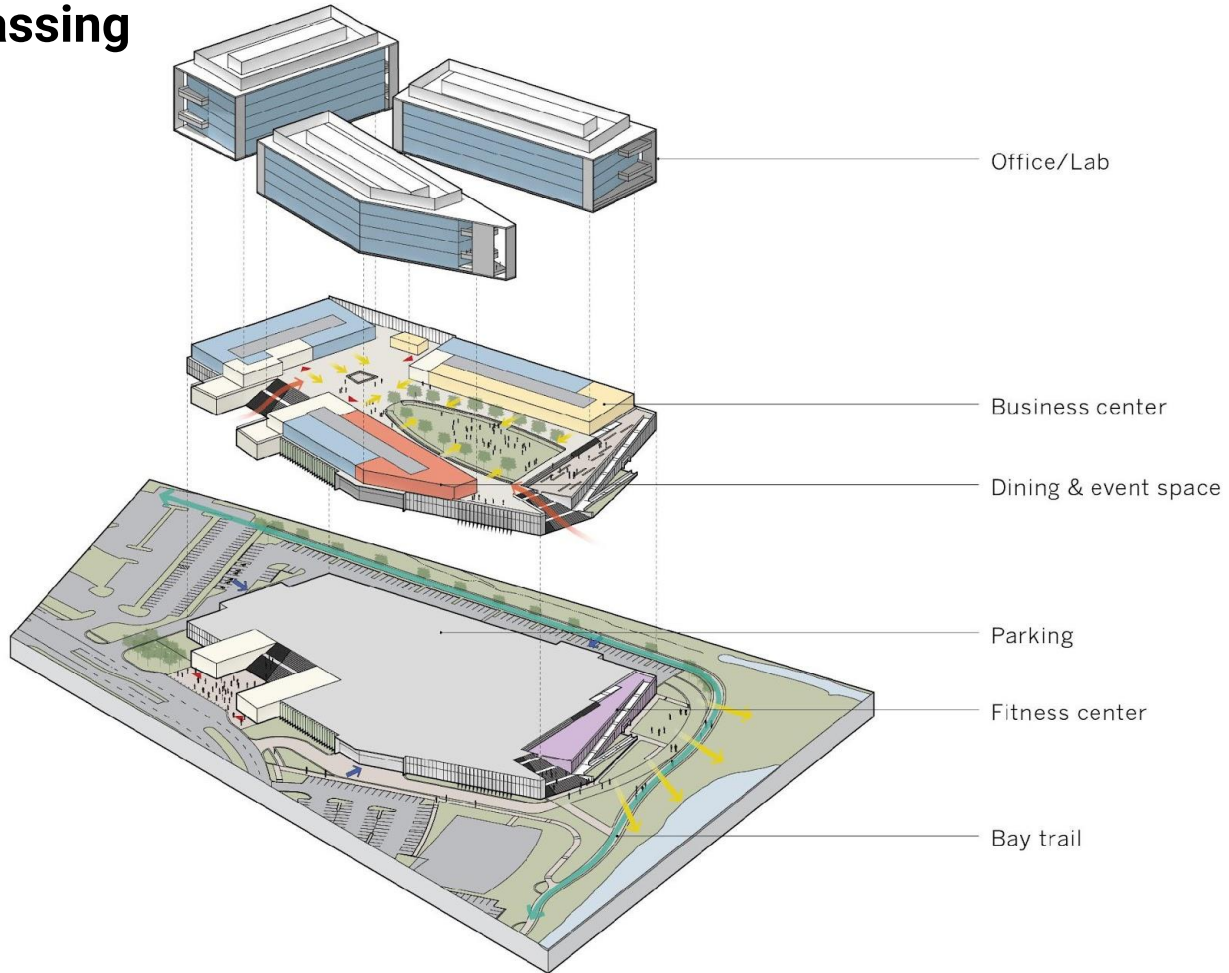 assing
Office/Lab
Business center
Dining & event space
Parking
Fitness center
Bay trail